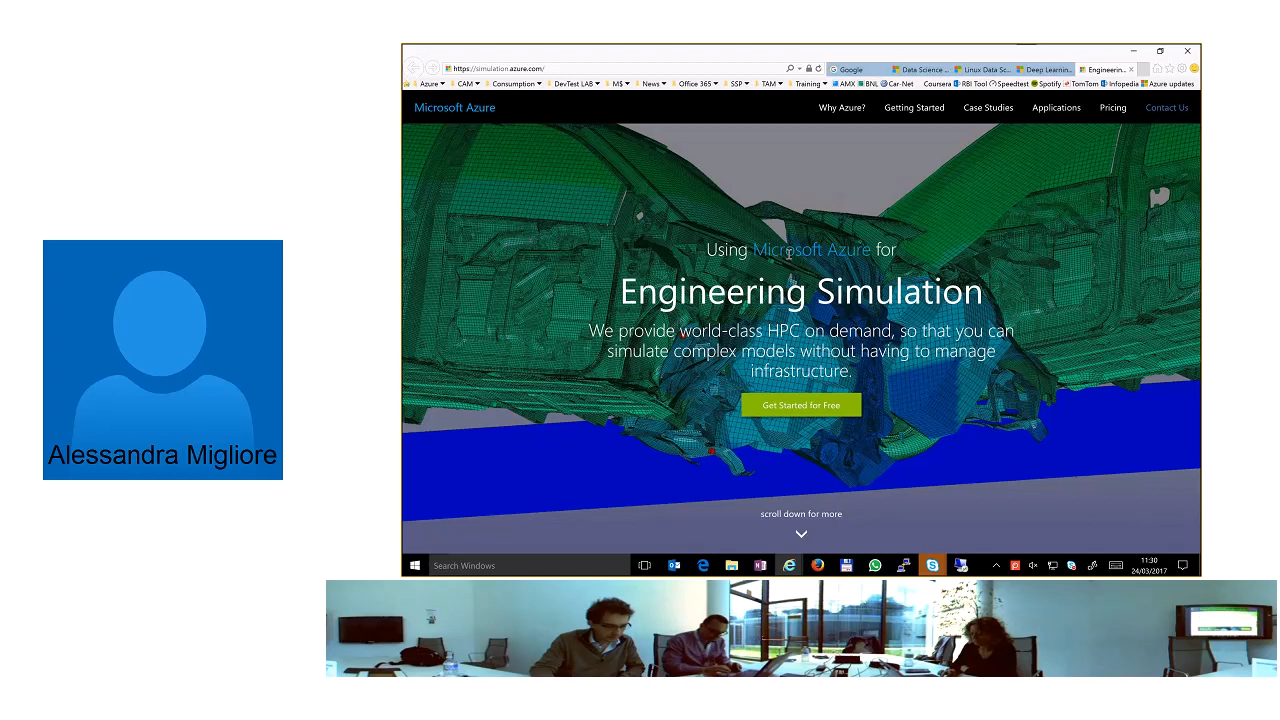 https://simulation.azure.com/
Google
Data Science ...
Linux Data Sc...
Deep Learnin...
Engineerin...
Azure
CAM
Consumption
DevTest LAB
M$
News
Office 365
SSP
TAM
Training
AMX
BNL
Car-Net
Coursera
RBI Tool
Speedtest
Spotify
TomTom
Infopedia
Azure updates
Microsoft Azure
Why Azure?
Getting Started
Case Studies
Applications
Pricing
Contact Us
Using Microsoft Azure for
Engineering Simulation
We provide world-class HPC on demand, so that you can
simulate complex models without having to manage
infrastructure.
Get Started for Free
scroll down for more
Alessandra Migliore
Search Windows
11:30
24/03/2017